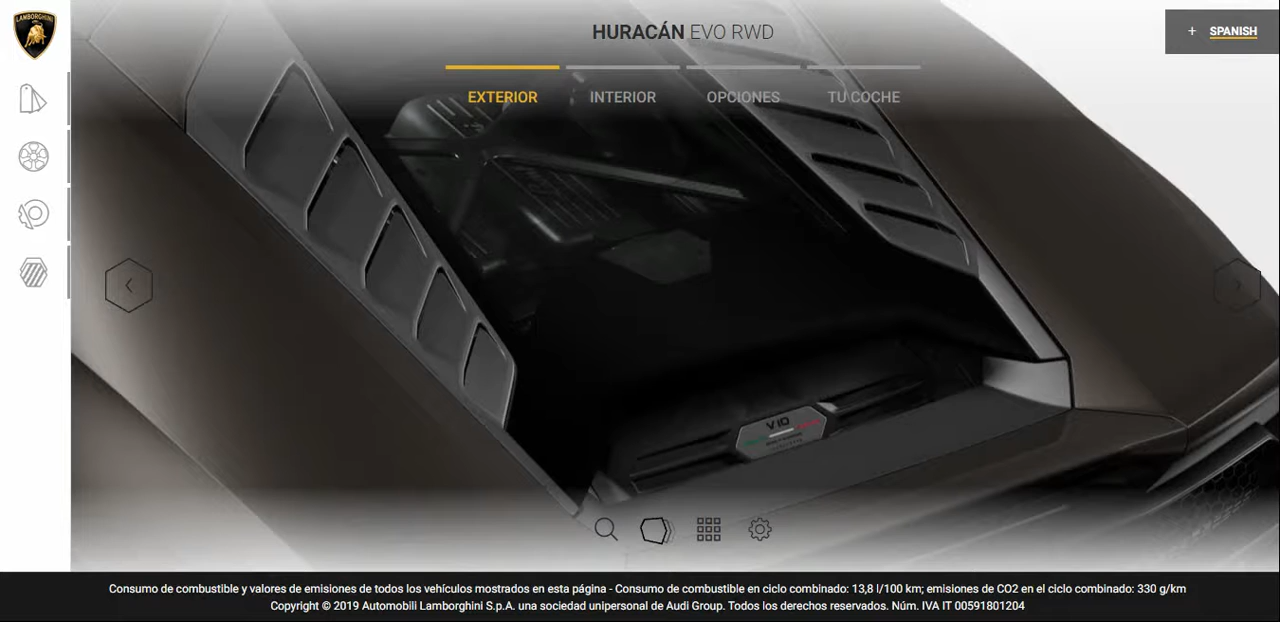 LAMBORGHINI
HURACÁN EVO RWD
+ SPANISH
EXTERIOR
INTERIOR
OPCIONES
TU COCHE
V10
Consumo de combustible y valores de emisiones de todos los vehículos mostrados en esta página - Consumo de combustible en ciclo combinado: 13,8 l/100 km; emisiones de CO2 en el ciclo combinado: 330 g/km
Copyright © 2019 Automobili Lamborghini S.p.A. una sociedad unipersonal de Audi Group. Todos los derechos reservados. Núm. IVA IT 00591801204